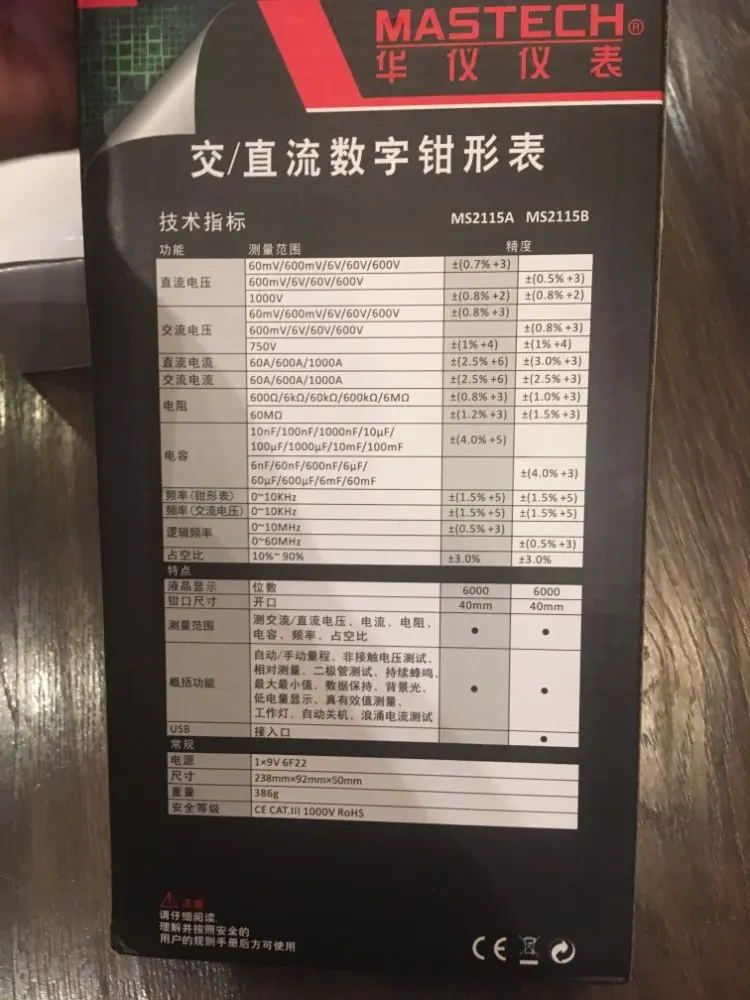 MASTECH®
华仪仪表
交/直流数字钳形表
技术指标 MS2115A MS2115B
功能 测量范围 精度
直流电压 60mV/600mV/6V/60V/600V ±(0.7% +3)
600mV/6V/60V/600V ±(0.5% +3)
1000V ±(0.8% +2) ±(0.8% +2)
交流电压 60mV/600mV/6V/60V/600V ±(0.8% +3)
600mV/6V/60V/600V ±(0.8% +3)
750V ±(1% +4) ±(1% +4)
直流电流 60A/600A/1000A ±(2.5% +6) ±(3.0% +3)
交流电流 60A/600A/1000A ±(2.5% +6) ±(2.5% +3)
电阻 600Ω/6kΩ/60kΩ/600kΩ/6MΩ ±(0.8% +3) ±(1.0% +3)
60MΩ ±(1.2% +3) ±(1.5% +3)
电容 10nF/100nF/1000nF/10μF/
100μF/1000μF/10mF/100mF ±(4.0% +5)
6nF/60nF/600nF/6μF/
60μF/600μF/6mF/60mF ±(4.0% +3)
频率(钳形表) 0~10KHz ±(1.5% +5) ±(1.5% +5)
频率(交流电压) 0~10KHz ±(1.5% +5) ±(1.5% +5)
逻辑频率 0~10MHz ±(0.5% +3)
0~60MHz ±(0.5% +3)
占空比 10%~ 90% ±3.0% ±3.0%
特点
液晶显示 位数 6000 6000
钳口尺寸 开口 40mm 40mm
测量范围 测交流/直流电压、电流、电阻、
电容、频率、占空比 ● ●
概括功能 自动/手动量程、非接触电压测试、
相对测量、二极管测试、持续蜂鸣、
最大最小值、数据保持、背景光、
低电量显示、真有效值测量、
工作灯、自动关机、浪涌电流测试 ● ●
USB 接入口 ●
常规
电源 1×9V 6F22
尺寸 238mm×92mm×50mm
重量 386g
安全等级 CE CAT.III 1000V RoHS
注意
请仔细阅读
理解并按照安全的
用户的规则手册后方可使用
CE